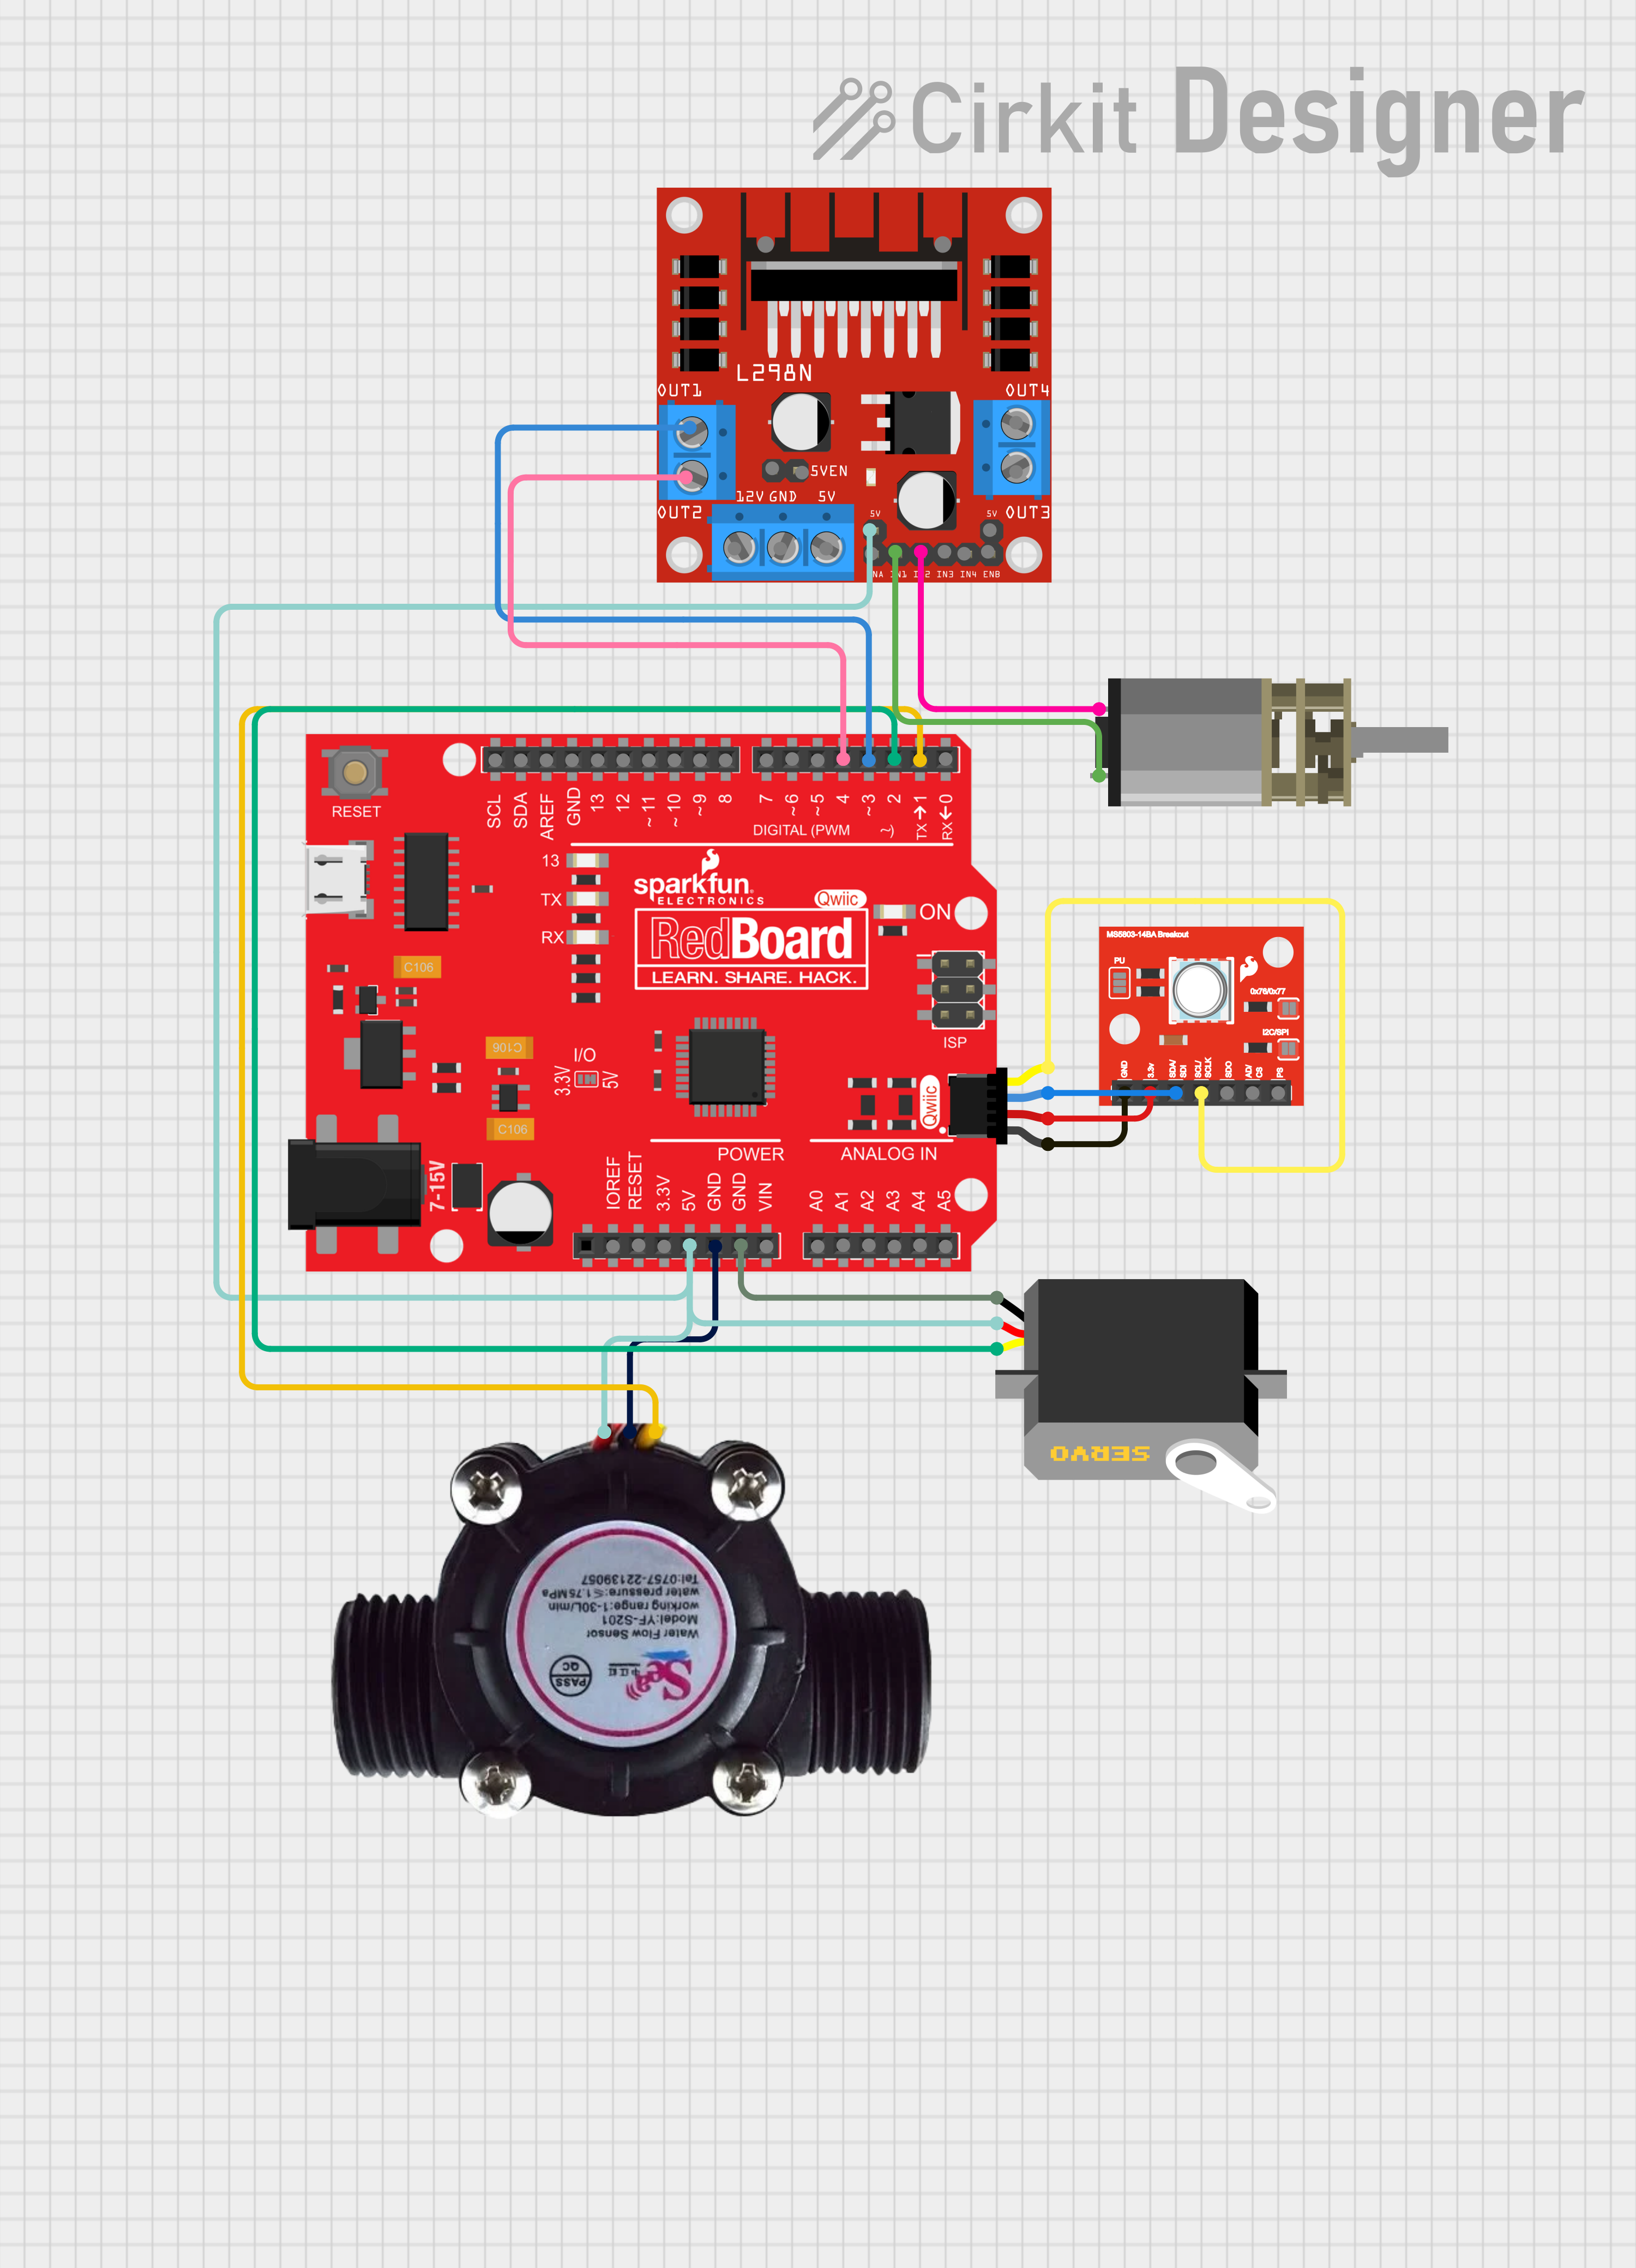 Cirkit Designer
L298N
OUT1
OUT4
5VEN
12V GND 5V
OUT2
5V
5V
OUT3
IN3 IN4 ENB
RESET
SCL
SDA
AREF
GND
13
12
~11
~10
~9
8
7
~6
~5
4
~3
2
TX→1
RX←0
DIGITAL (PWM ~)
13
TX
RX
sparkfun
ELECTRONICS
Qwiic
ON
RedBoard
LEARN. SHARE. HACK.
ISP
C106
C106
C106
I/O
3.3V
5V
Qwiic
POWER
ANALOG IN
7-15V
IOREF
RESET
3.3V
5V
GND
GND
VIN
A0
A1
A2
A3
A4
A5
MS5803-14BA Breakout
PU
0x76/0x77
I2C/SPI
GND
3.3v
SDA/
SDI
SCL/
SCLK
SDO
AD/
CS
PS
SERVO
Sea
PASS
QC
Water Flow Sensor
Model:YF-S201
working range:1-30L/min
water pressure:≤1.75MPa
Tel:0757-22139057